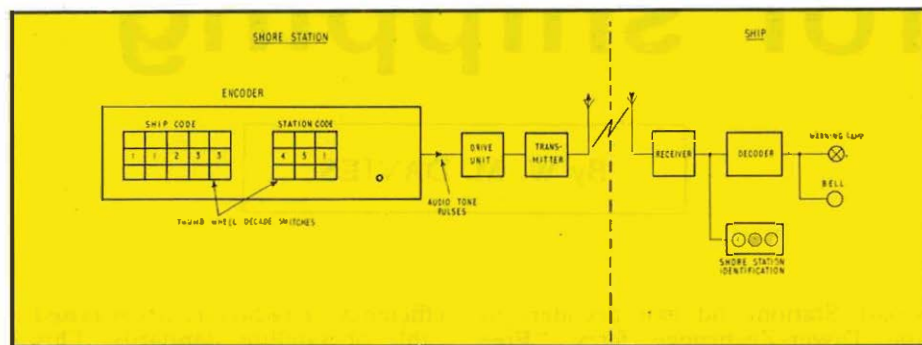 SHORE STATION
SHIP
ENCODER
SHIP CODE
STATION CODE
1 1 2 3
4 5 1
DRIVE
UNIT
TRANS-
MITTER
RECEIVER
DECODER
WARNING LAMP
BELL
AUDIO TONE
PULSES
THUMB WHEEL DECADE SWITCHES
SHORE STATION
IDENTIFICATION